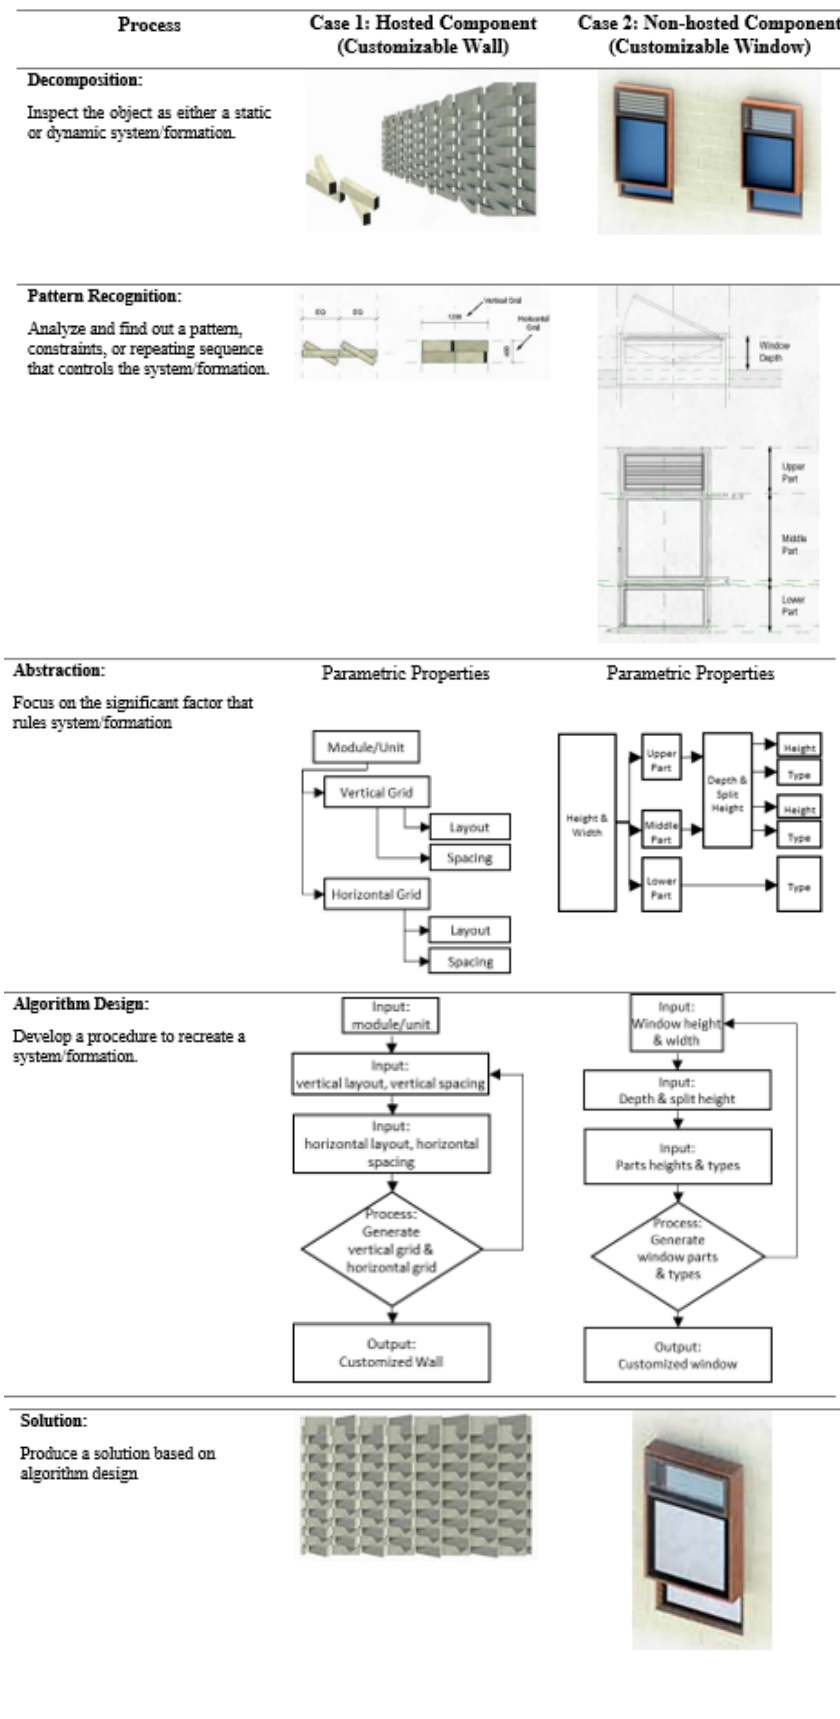 Process
Case 1: Hosted Component
(Customizable Wall)
Case 2: Non-hosted Component
(Customizable Window)
Decomposition:
Inspect the object as either a static
or dynamic system/formation.
Pattern Recognition:
Analyze and find out a pattern,
constraints, or repeating sequence
that controls the system/formation.
EQ
EQ
Vertical Grid
1200
Horizontal
Grid
Window
Depth
Upper
Part
Middle
Part
Lower
Part
Abstraction:
Focus on the significant factor that
rules system/formation
Parametric Properties
Module/Unit
Vertical Grid
Layout
Spacing
Horizontal Grid
Layout
Spacing
Parametric Properties
Height &
Width
Upper
Part
Middle
Part
Lower
Part
Depth &
Split
Height
Height
Type
Height
Type
Type
Algorithm Design:
Develop a procedure to recreate a
system/formation.
Input:
module/unit
Input:
vertical layout, vertical spacing
Input:
horizontal layout, horizontal
spacing
Process:
Generate
vertical grid &
horizontal grid
Output:
Customized Wall
Input:
Window height
& width
Input:
Depth & split height
Input:
Parts heights & types
Process:
Generate
window parts
& types
Output:
Customized window
Solution:
Produce a solution based on
algorithm design